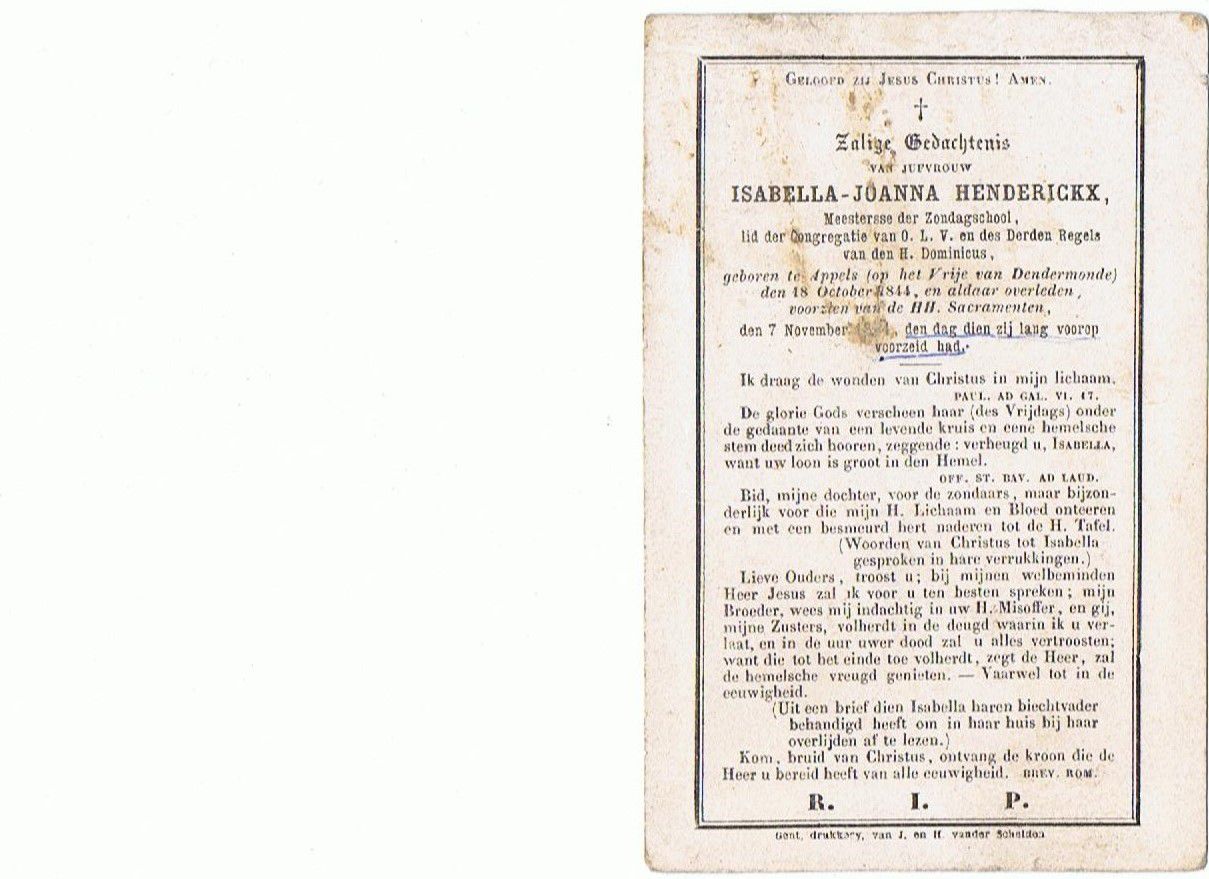 GELOOFD ZIJ JESUS CHRISTUS! AMEN.
†
Zalige Gedachtenis
VAN JUFVROUW
ISABELLA-JOANNA HENDERICKX,
Meestersse der Zondagschool,
lid der Congregatie van O. L. V. en des Derden Regels
van den H. Dominicus,
geboren te Appels (op het Vrije van Dendermonde)
den 18 October 1844, en aldaar overleden,
voorzien van de HH. Sacramenten,
den 7 November den dag dien zij lang voorop
voorzeid had.
Ik draag de wonden van Christus in mijn lichaam.
PAUL. AD GAL. VI. 17.
De glorie Gods verscheen haar (des Vrijdags) onder
de gedaante van een levende kruis en eene hemelsche
stem deed zich hooren, zeggende : verheugd u, ISABELLA,
want uw loon is groot in den Hemel.
OFF. ST. BAV. AD LAUD.
Bid, mijne dochter, voor de zondaars, maar bijzon-
derlijk voor die mijn H. Lichaam en Bloed onteeren
en met een besmeurd hert naderen tot de H. Tafel.
(Woorden van Christus tot Isabella
gesproken in hare verrukkingen.)
Lieve Ouders, troost u; bij mijnen welbeminden
Heer Jesus zal ik voor u ten besten spreken; mijn
Broeder, wees mij indachtig in uw H. Misoffer, en gij,
mijne Zusters, volherdt in de deugd waarin ik u ver-
laat, en in de uur uwer dood zal u alles vertroosten;
want die tot het einde toe volherdt, zegt de Heer, zal
de hemelsche vreugd genieten. — Vaarwel tot in de
eeuwigheid.
(Uit een brief dien Isabella haren biechtvader
behandigd heeft om in haar huis bij haar
overlijden af te lezen.)
Kom, bruid van Christus, ontvang de kroon die de
Heer u bereid heeft van alle eeuwigheid. BREV. ROM.
R. I. P.
Gent, drukkery, van J. en H. vander Schelden